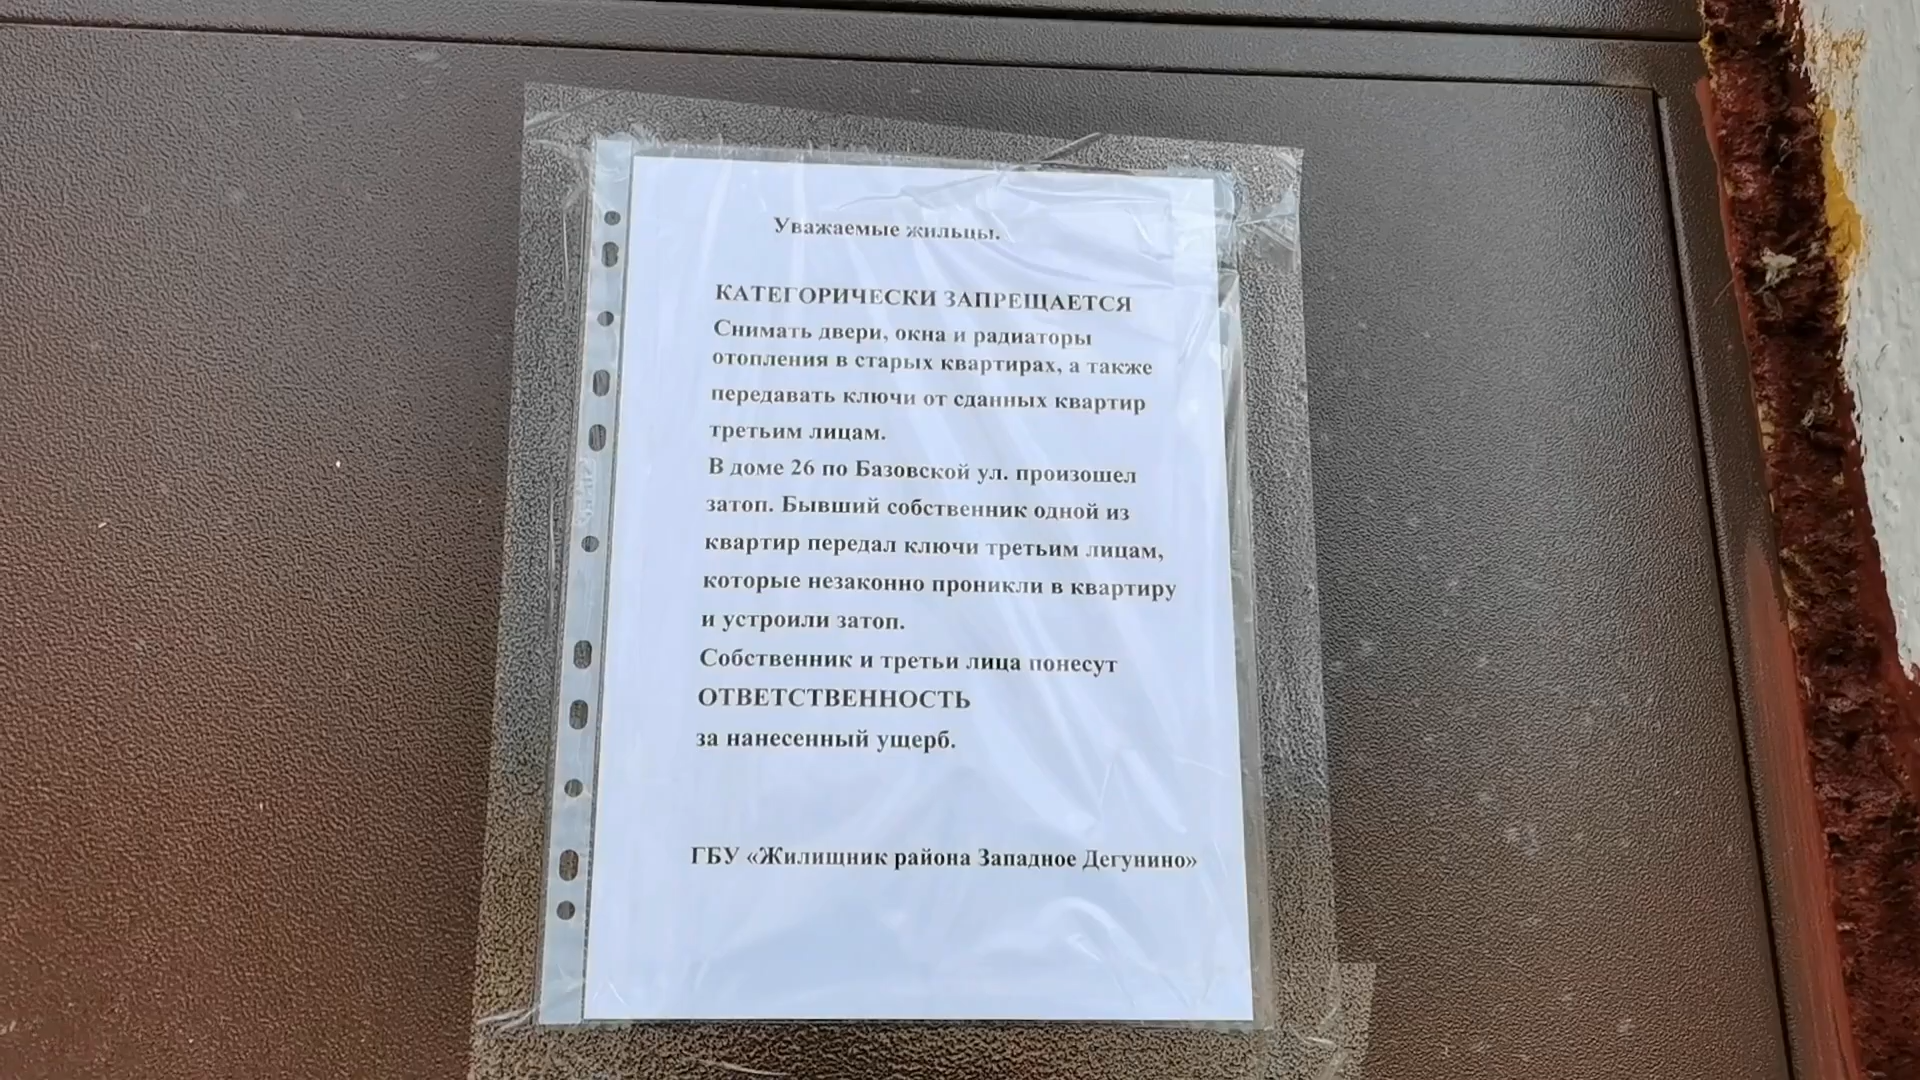 Уважаемые жильцы.
КАТЕГОРИЧЕСКИ ЗАПРЕЩАЕТСЯ
Снимать двери, окна и радиаторы
отопления в старых квартирах, а также
передавать ключи от сданных квартир
третьим лицам.
В доме 26 по Базовской ул. произошел
затоп. Бывший собственник одной из
квартир передал ключи третьим лицам,
которые незаконно проникли в квартиру
и устроили затоп.
Собственник и третьи лица понесут
ОТВЕТСТВЕННОСТЬ
за нанесенный ущерб.
ГБУ «Жилищник района Западное Дегунино»